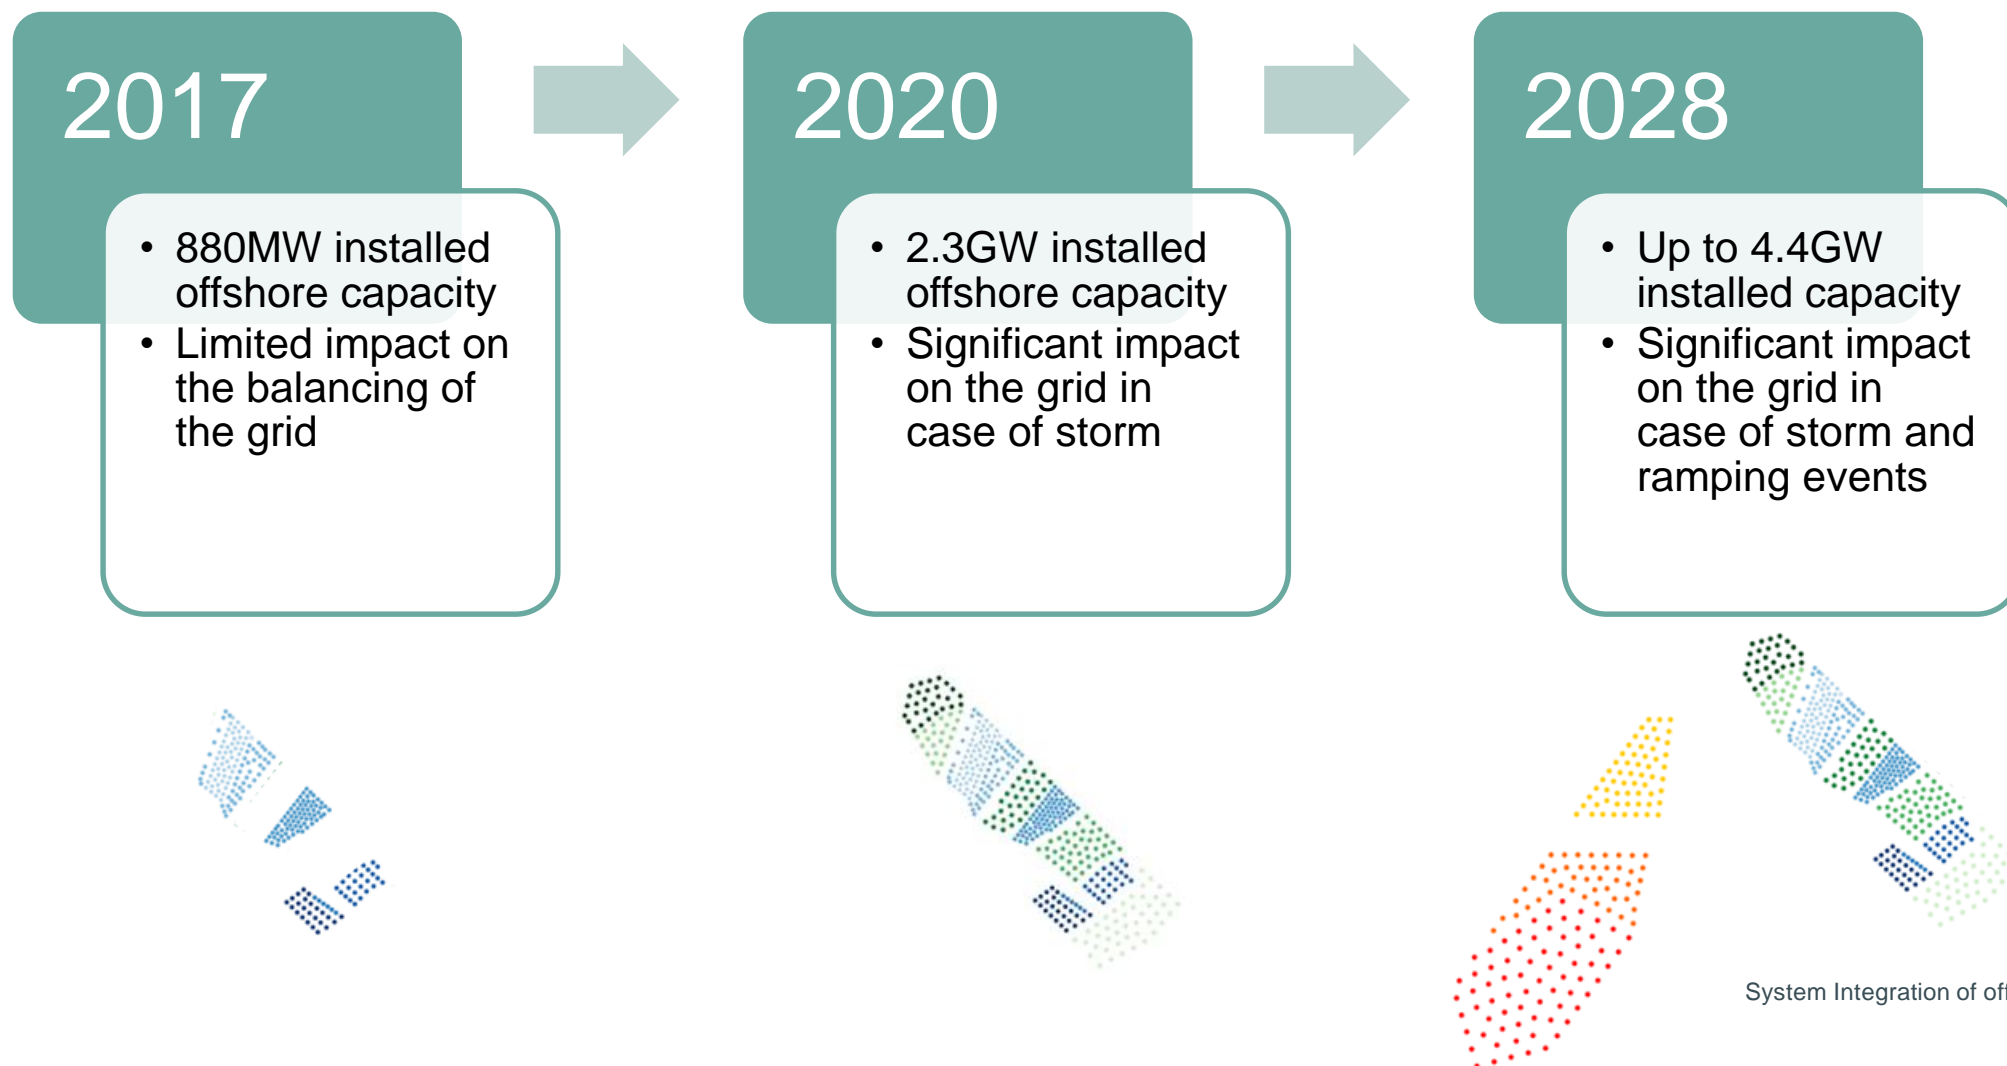 2017
• 880MW installed
offshore capacity
• Limited impact on
the balancing of
the grid
2020
• 2.3GW installed
offshore capacity
• Significant impact
on the grid in
case of storm
2028
• Up to 4.4GW
installed capacity
• Significant impact
on the grid in
case of storm and
ramping events
System Integration of